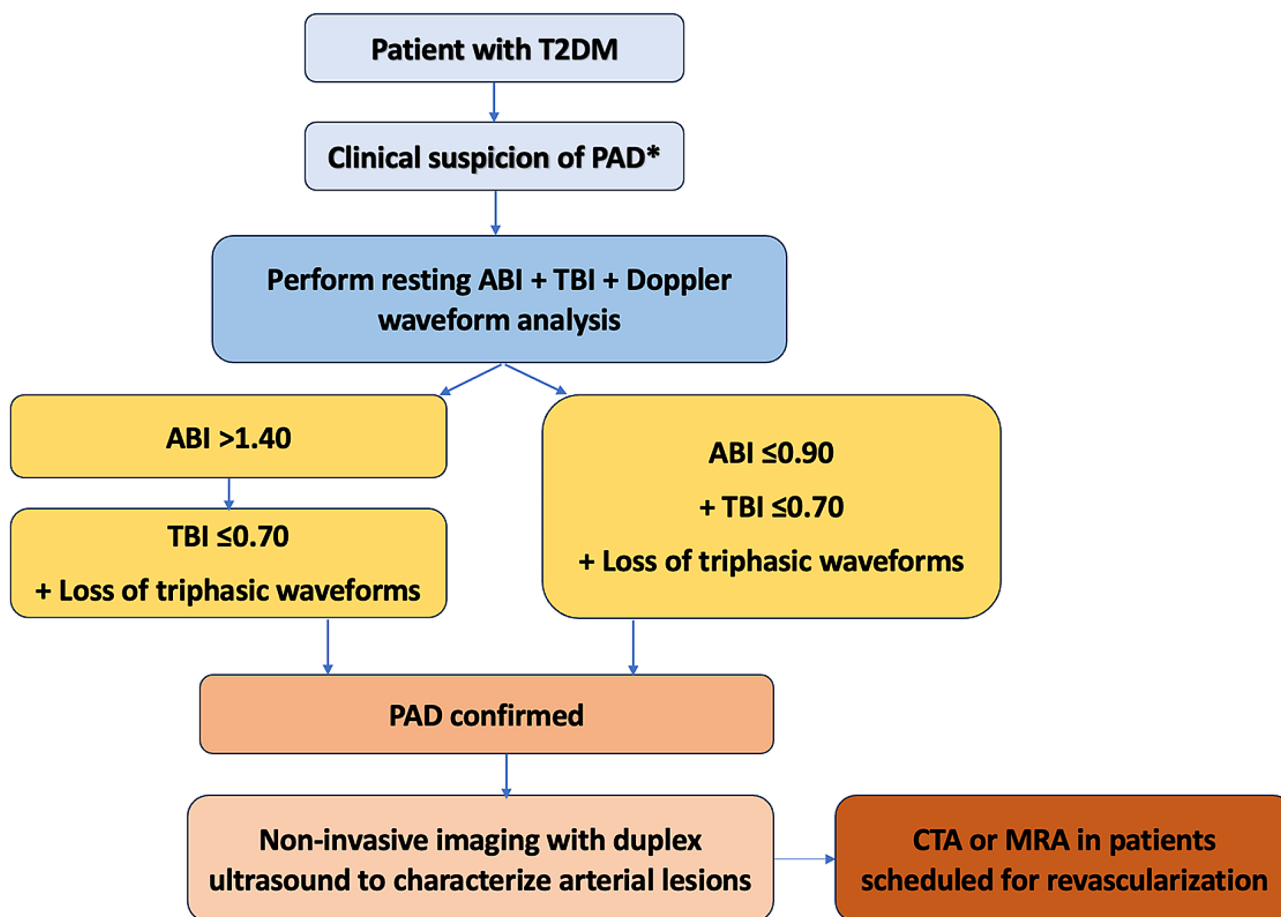 Patient with T2DM
Clinical suspicion of PAD*
Perform resting ABI + TBI + Doppler
waveform analysis
ABI >1.40
TBI ≤0.70
+ Loss of triphasic waveforms
ABI ≤0.90
+ TBI ≤0.70
+ Loss of triphasic waveforms
PAD confirmed
Non-invasive imaging with duplex
ultrasound to characterize arterial lesions
CTA or MRA in patients
scheduled for revascularization